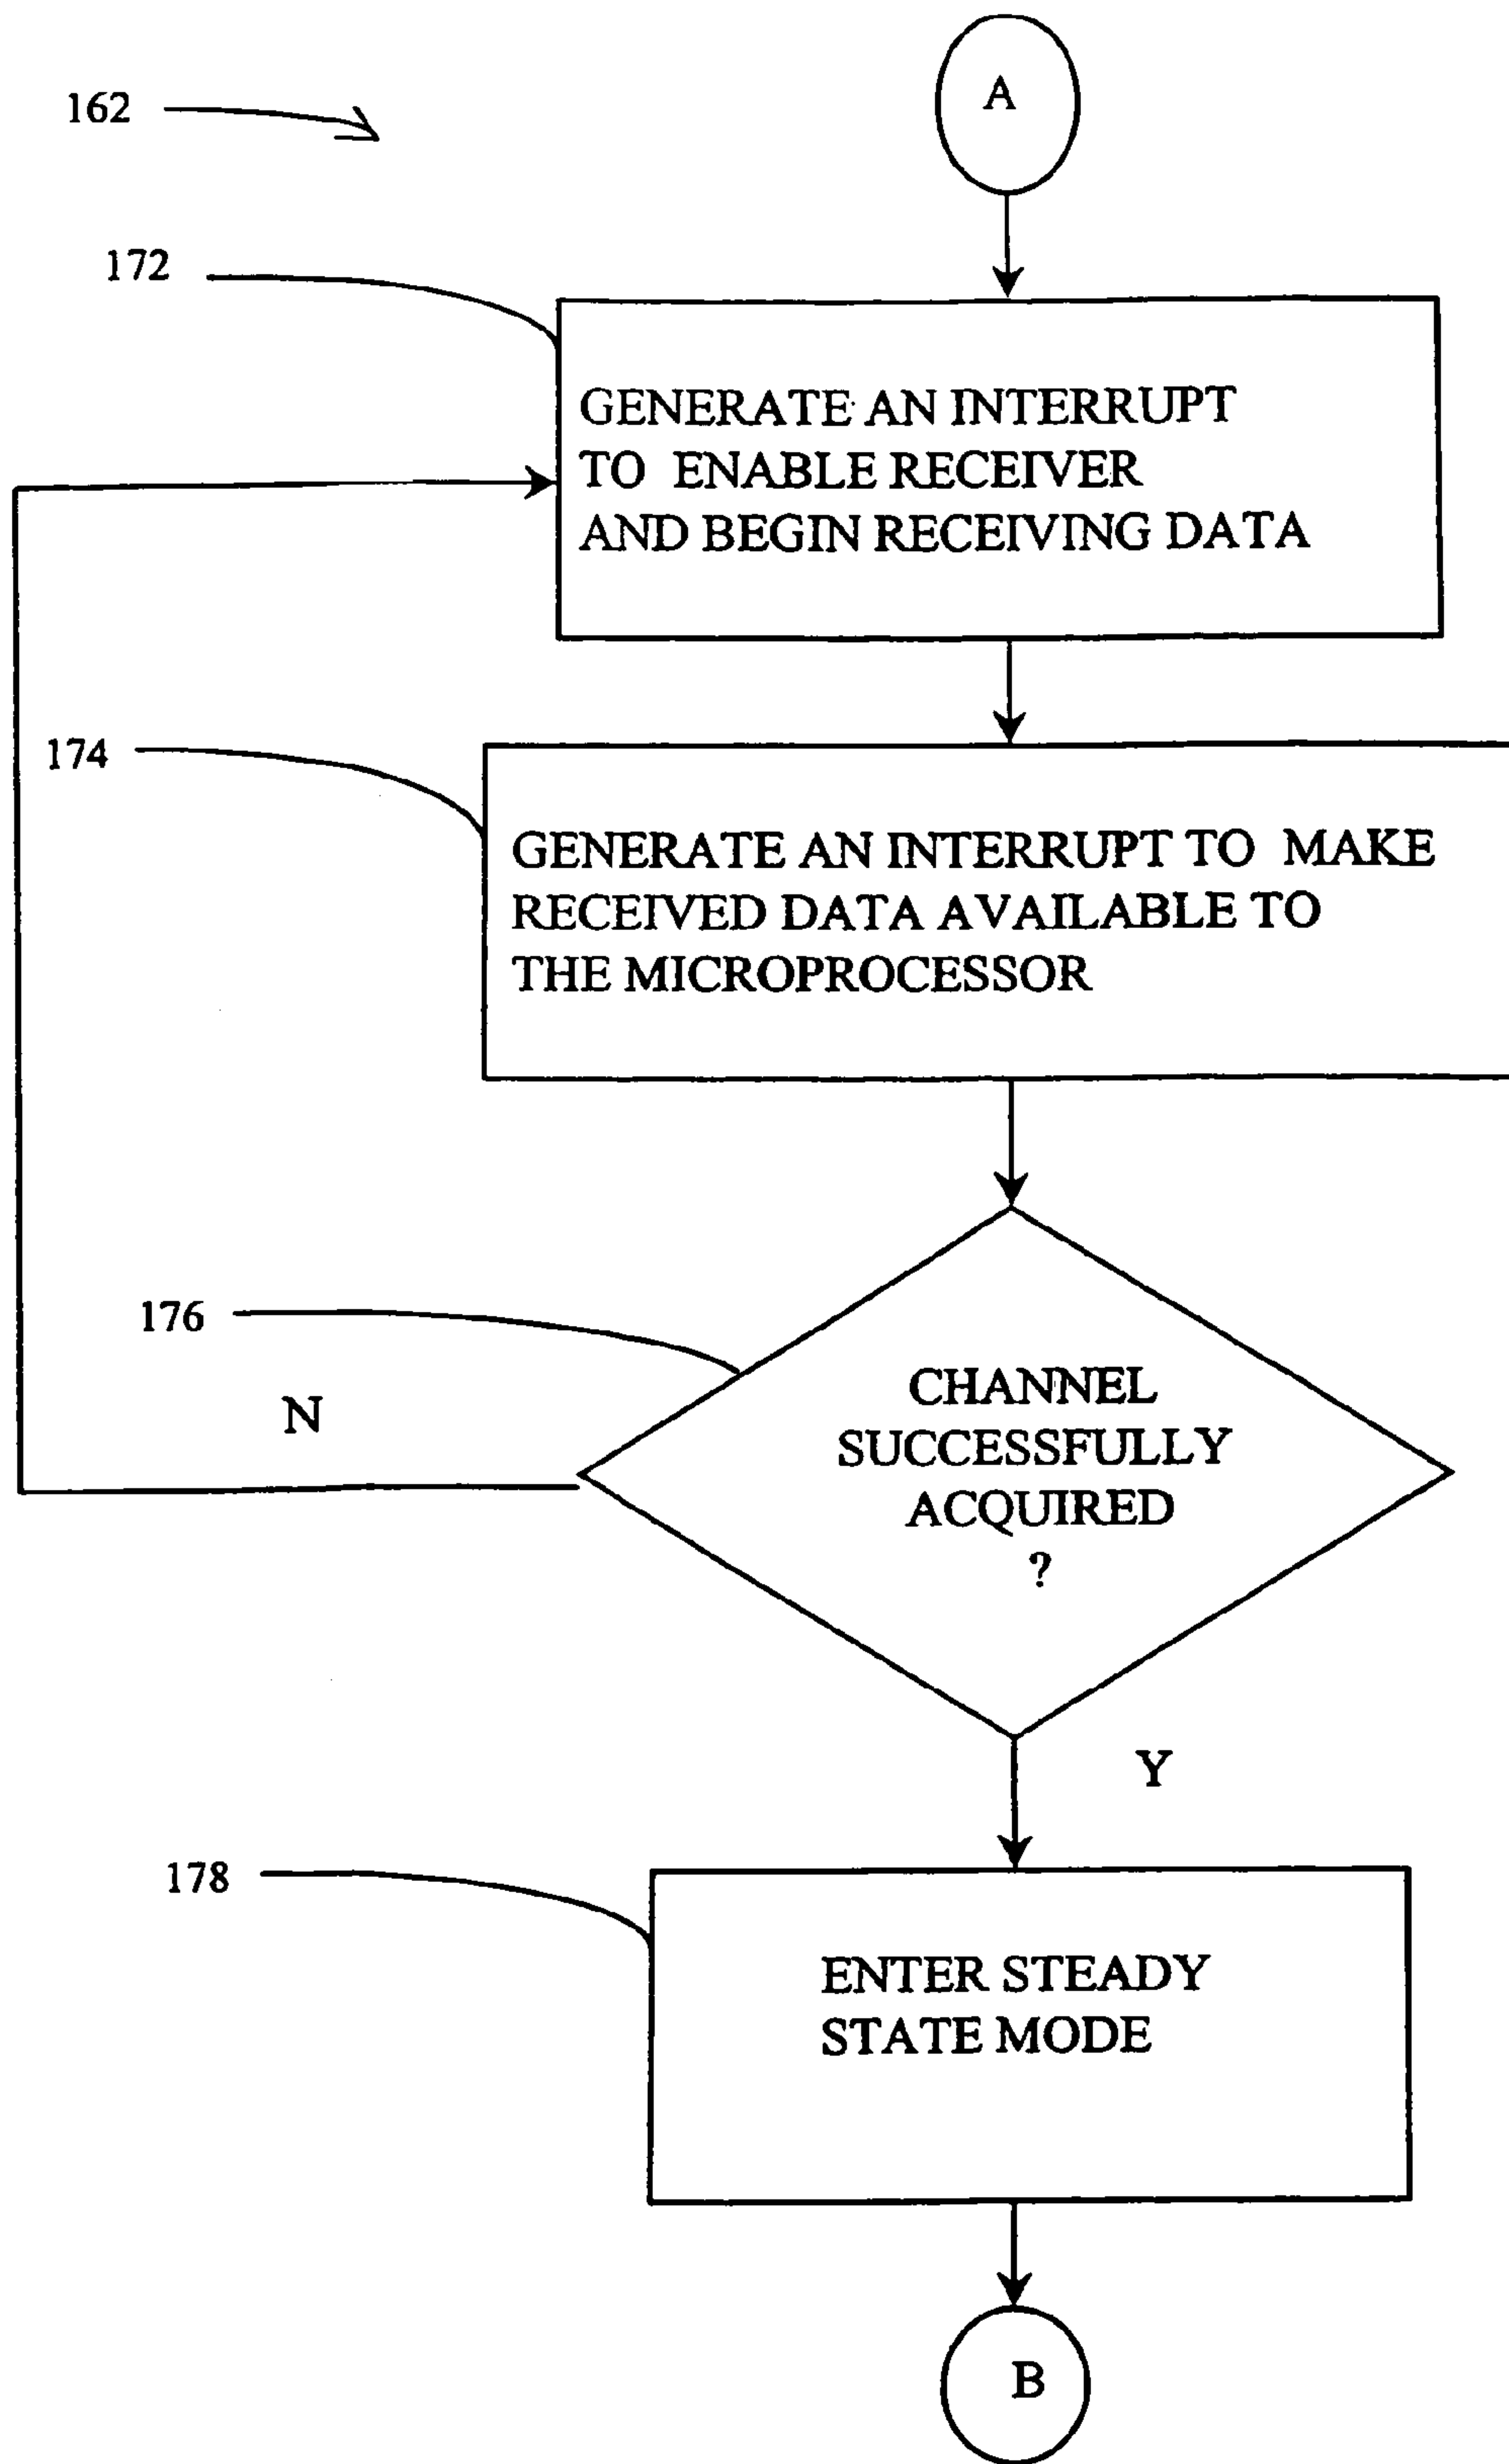 A
162
172
GENERATE AN INTERRUPT
TO ENABLE RECEIVER
AND BEGIN RECEIVING DATA
174
GENERATE AN INTERRUPT TO MAKE
RECEIVED DATA AVAILABLE TO
THE MICROPROCESSOR
176
N
CHANNEL
SUCCESSFULLY
ACQUIRED
?
Y
178
ENTER STEADY
STATE MODE
B